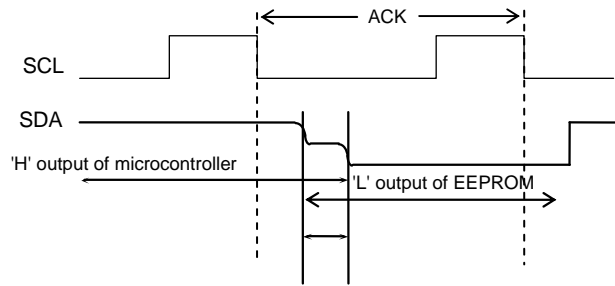 ACK
SCL
SDA
'H' output of microcontroller
'L' output of EEPROM